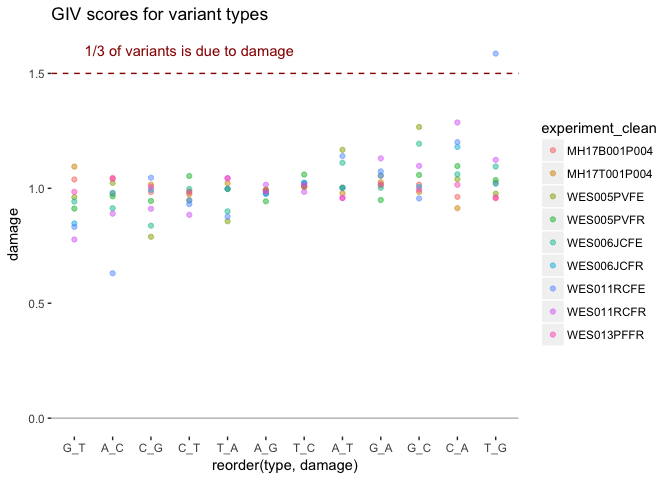 GIV scores for variant types
1/3 of variants is due to damage
1.5
1.0
0.5
0.0
damage
G_T A_C C_G C_T T_A A_G T_C A_T G_A G_C C_A T_G
reorder(type, damage)
experiment_clean
MH17B001P004
MH17T001P004
WES005PVFE
WES005PVFR
WES006JCFE
WES006JCFR
WES011RCFE
WES011RCFR
WES013PFFR